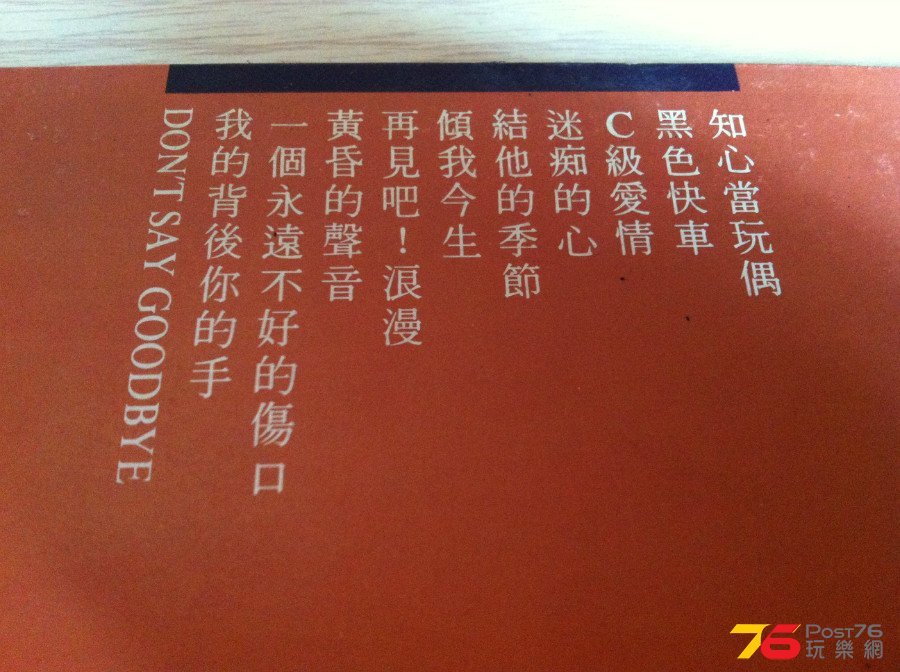 知心當玩偶
黑色快車
C級愛情
迷痴的心
結他的季節
傾我今生
再見吧！浪漫
黃昏的聲音
一個永遠不好的傷口
我的背後你的手
DON'T SAY GOODBYE
76 Post76
玩樂網